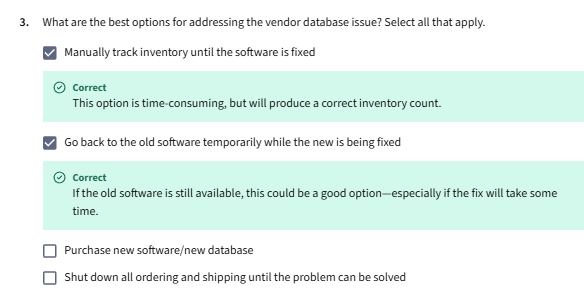 3. What are the best options for addressing the vendor database issue? Select all that apply.
Manually track inventory until the software is fixed
Correct
This option is time-consuming, but will produce a correct inventory count.
Go back to the old software temporarily while the new is being fixed
Correct
If the old software is still available, this could be a good option—especially if the fix will take some
time.
Purchase new software/new database
Shut down all ordering and shipping until the problem can be solved